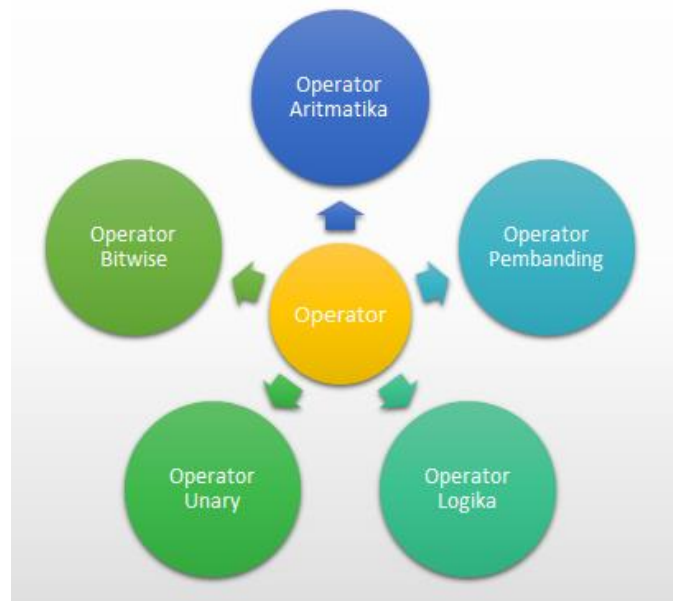 Operator
Aritmatika
Operator
Bitwise
Operator
Pembanding
Operator
Operator
Unary
Operator
Logika